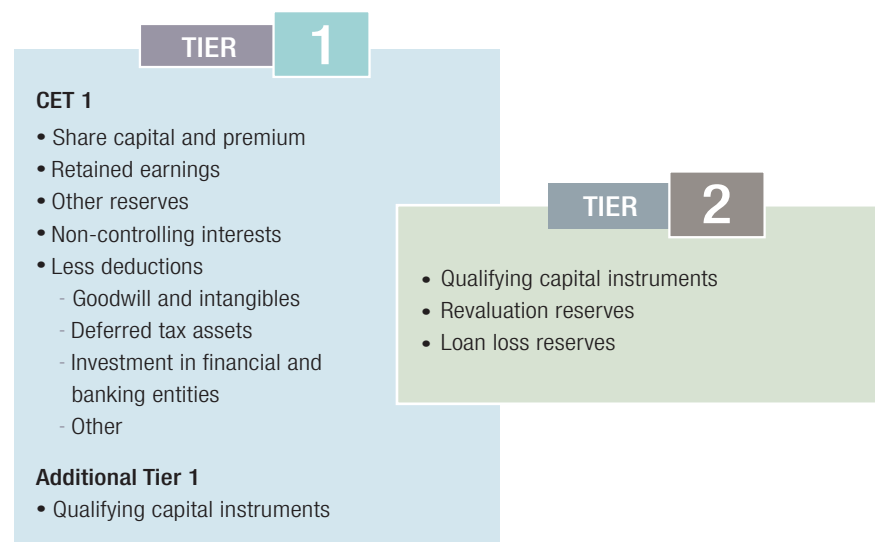 TIER 1
CET 1
• Share capital and premium
• Retained earnings
• Other reserves
• Non-controlling interests
• Less deductions
- Goodwill and intangibles
- Deferred tax assets
- Investment in financial and
banking entities
- Other
Additional Tier 1
• Qualifying capital instruments
TIER 2
• Qualifying capital instruments
• Revaluation reserves
• Loan loss reserves